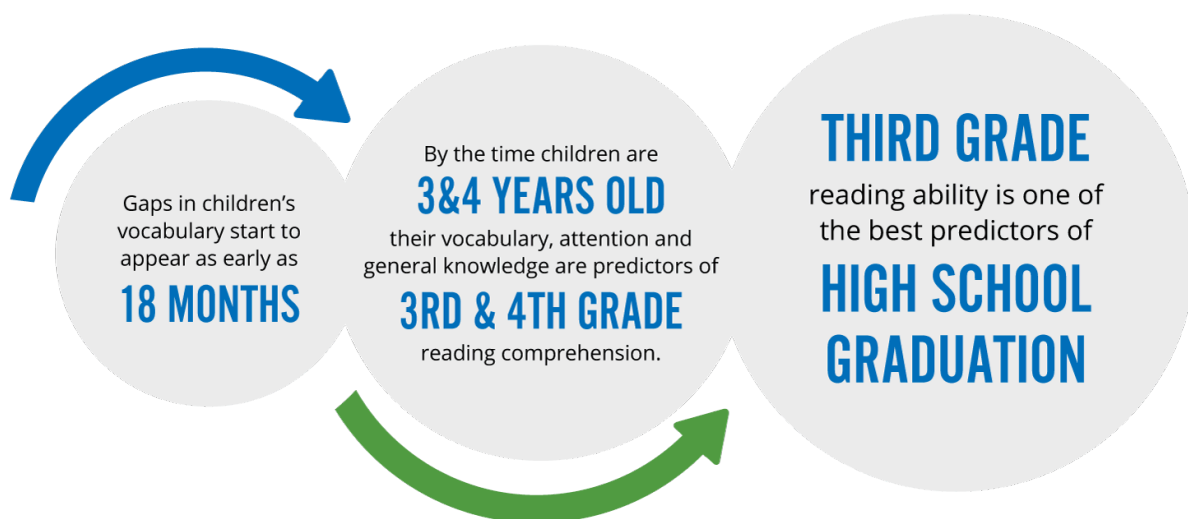 Gaps in children’s
vocabulary start to
appear as early as
18 MONTHS
By the time children are
3&4 YEARS OLD
their vocabulary, attention and
general knowledge are predictors of
3RD & 4TH GRADE
reading comprehension.
THIRD GRADE
reading ability is one of
the best predictors of
HIGH SCHOOL
GRADUATION